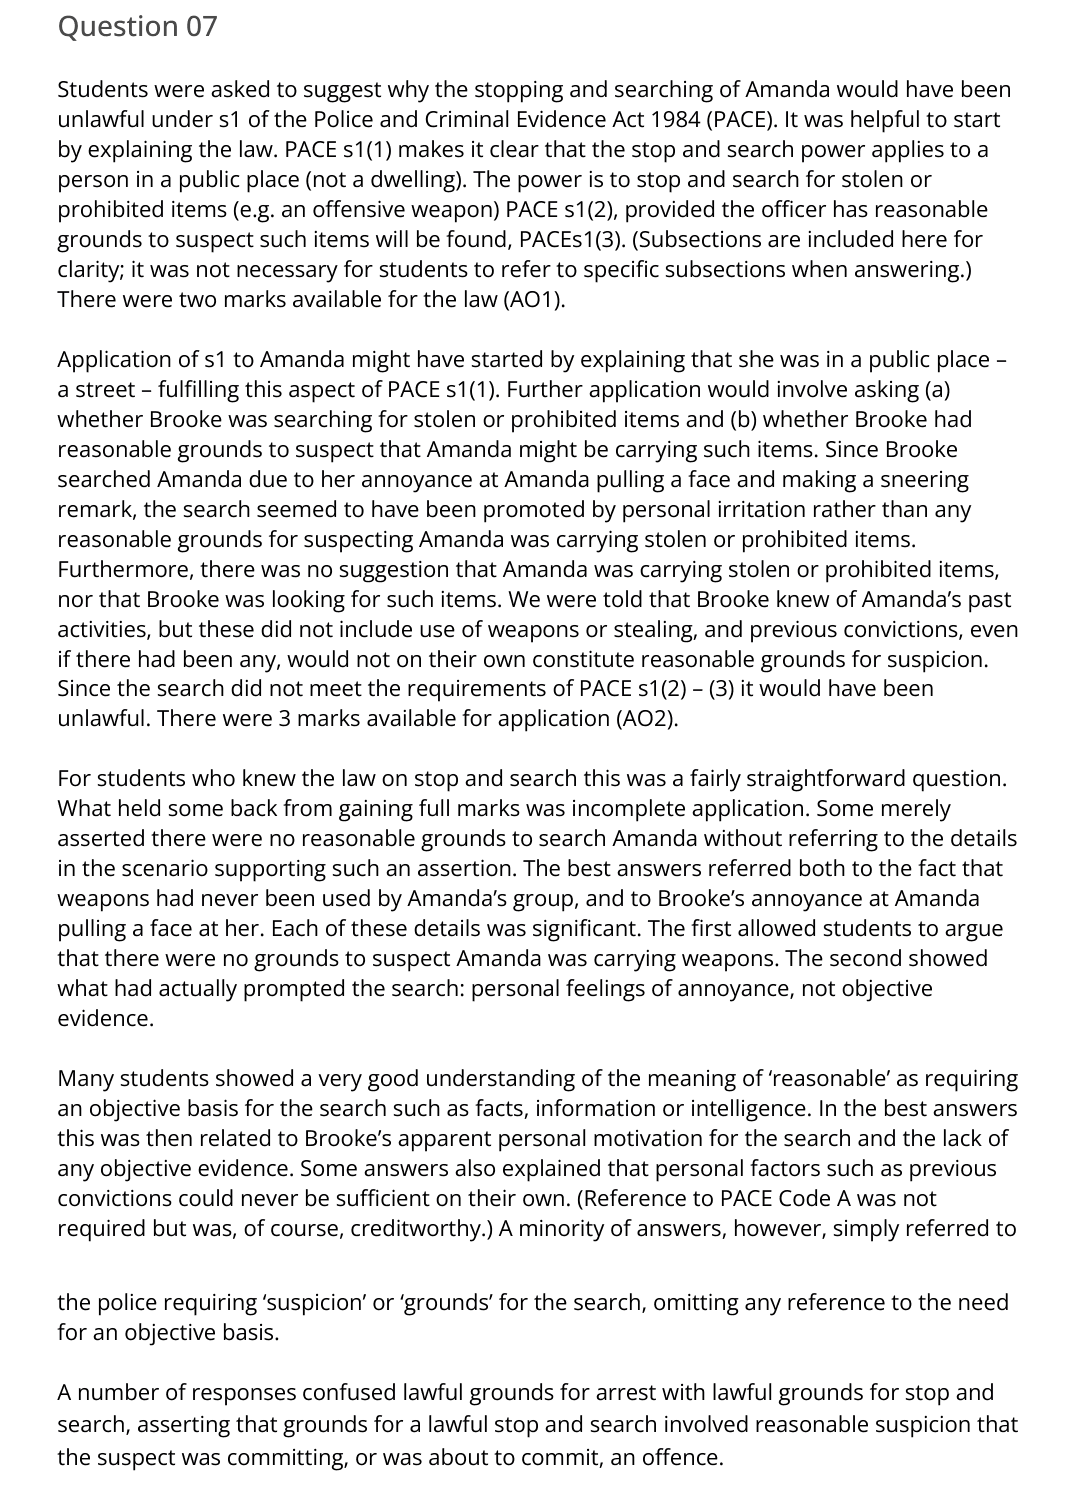 Question 07
Students were asked to suggest why the stopping and searching of Amanda would have been
unlawful under s1 of the Police and Criminal Evidence Act 1984 (PACE). It was helpful to start
by explaining the law. PACE s1(1) makes it clear that the stop and search power applies to a
person in a public place (not a dwelling). The power is to stop and search for stolen or
prohibited items (e.g. an offensive weapon) PACE s1(2), provided the officer has reasonable
grounds to suspect such items will be found, PACEs1(3). (Subsections are included here for
clarity; it was not necessary for students to refer to specific subsections when answering.)
There were two marks available for the law (AO1).
Application of s1 to Amanda might have started by explaining that she was in a public place –
a street – fulfilling this aspect of PACE s1(1). Further application would involve asking (a)
whether Brooke was searching for stolen or prohibited items and (b) whether Brooke had
reasonable grounds to suspect that Amanda might be carrying such items. Since Brooke
searched Amanda due to her annoyance at Amanda pulling a face and making a sneering
remark, the search seemed to have been promoted by personal irritation rather than any
reasonable grounds for suspecting Amanda was carrying stolen or prohibited items.
Furthermore, there was no suggestion that Amanda was carrying stolen or prohibited items,
nor that Brooke was looking for such items. We were told that Brooke knew of Amanda’s past
activities, but these did not include use of weapons or stealing, and previous convictions, even
if there had been any, would not on their own constitute reasonable grounds for suspicion.
Since the search did not meet the requirements of PACE s1(2) – (3) it would have been
unlawful. There were 3 marks available for application (AO2).
For students who knew the law on stop and search this was a fairly straightforward question.
What held some back from gaining full marks was incomplete application. Some merely
asserted there were no reasonable grounds to search Amanda without referring to the details
in the scenario supporting such an assertion. The best answers referred both to the fact that
weapons had never been used by Amanda’s group, and to Brooke’s annoyance at Amanda
pulling a face at her. Each of these details was significant. The first allowed students to argue
that there were no grounds to suspect Amanda was carrying weapons. The second showed
what had actually prompted the search: personal feelings of annoyance, not objective
evidence.
Many students showed a very good understanding of the meaning of ‘reasonable’ as requiring
an objective basis for the search such as facts, information or intelligence. In the best answers
this was then related to Brooke’s apparent personal motivation for the search and the lack of
any objective evidence. Some answers also explained that personal factors such as previous
convictions could never be sufficient on their own. (Reference to PACE Code A was not
required but was, of course, creditworthy.) A minority of answers, however, simply referred to
the police requiring ‘suspicion’ or ‘grounds’ for the search, omitting any reference to the need
for an objective basis.
A number of responses confused lawful grounds for arrest with lawful grounds for stop and
search, asserting that grounds for a lawful stop and search involved reasonable suspicion that
the suspect was committing, or was about to commit, an offence.